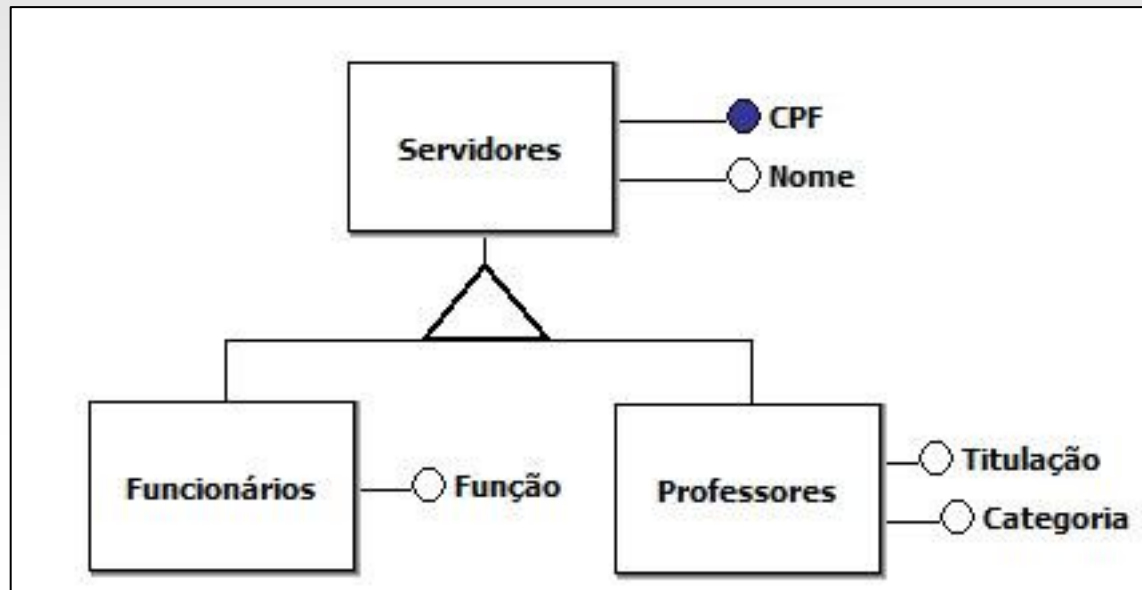 Servidores
CPF
Nome
Funcionários
Função
Professores
Titulação
Categoria